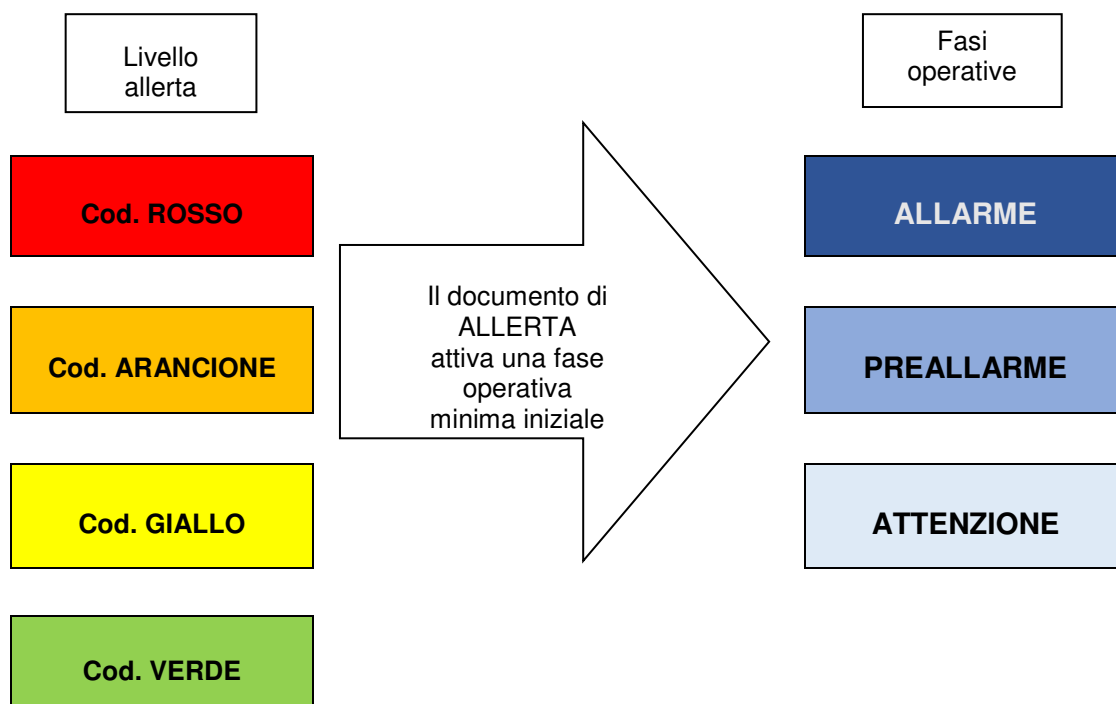 Livello
allerta
Fasi
operative
Cod. ROSSO
ALLARME
Il documento di
ALLERTA
attiva una fase
operativa
minima iniziale
Cod. ARANCIONE
PREALLARME
Cod. GIALLO
ATTENZIONE
Cod. VERDE